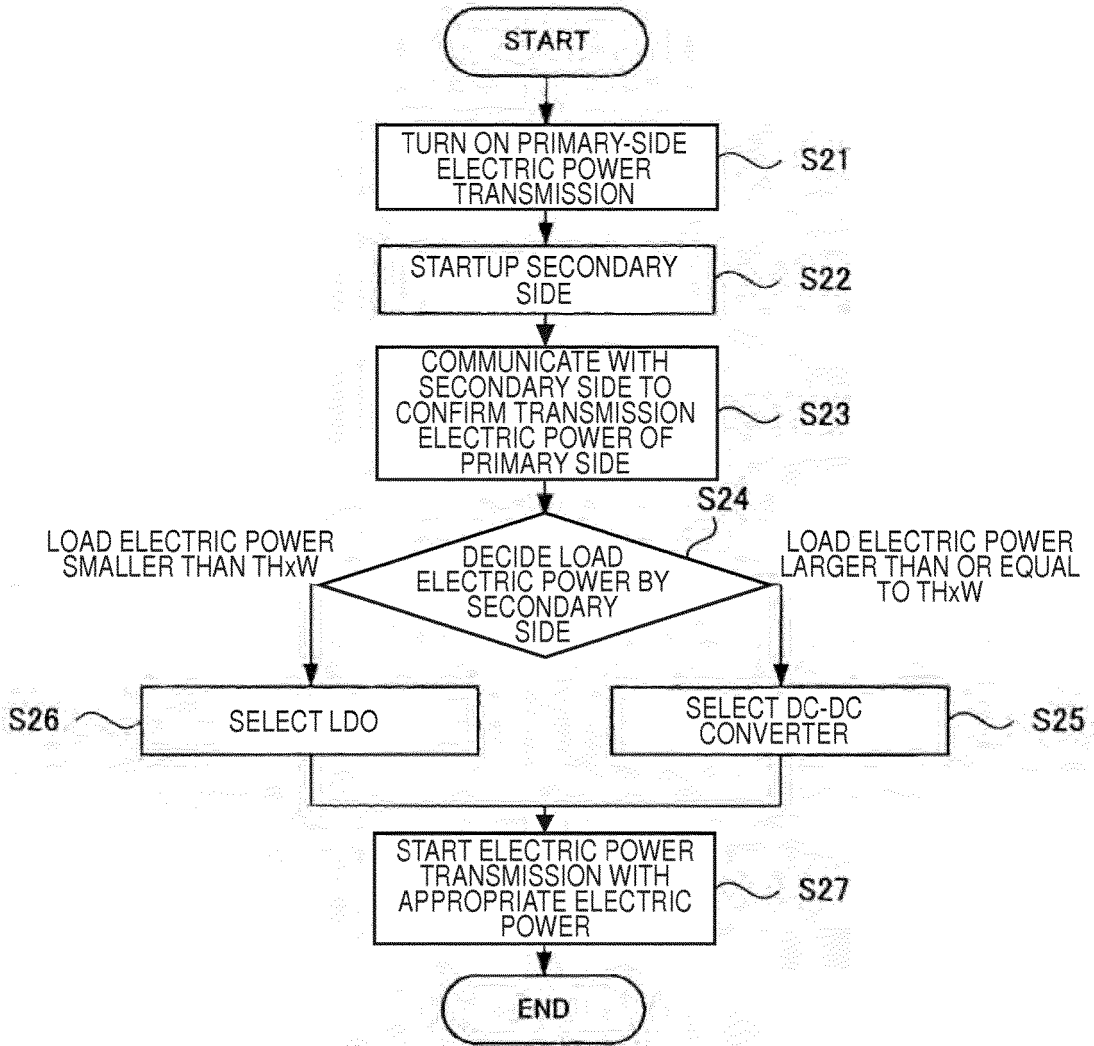 START
TURN ON PRIMARY-SIDE
ELECTRIC POWER
TRANSMISSION
S21
STARTUP SECONDARY
SIDE
S22
COMMUNICATE WITH
SECONDARY SIDE TO
CONFIRM TRANSMISSION
ELECTRIC POWER OF
PRIMARY SIDE
S23
S24
LOAD ELECTRIC POWER
SMALLER THAN THxW
DECIDE LOAD
ELECTRIC POWER BY
SECONDARY
SIDE
LOAD ELECTRIC POWER
LARGER THAN OR EQUAL
TO THxW
S26
SELECT LDO
SELECT DC-DC
CONVERTER
S25
START ELECTRIC POWER
TRANSMISSION WITH
APPROPRIATE ELECTRIC
POWER
S27
END